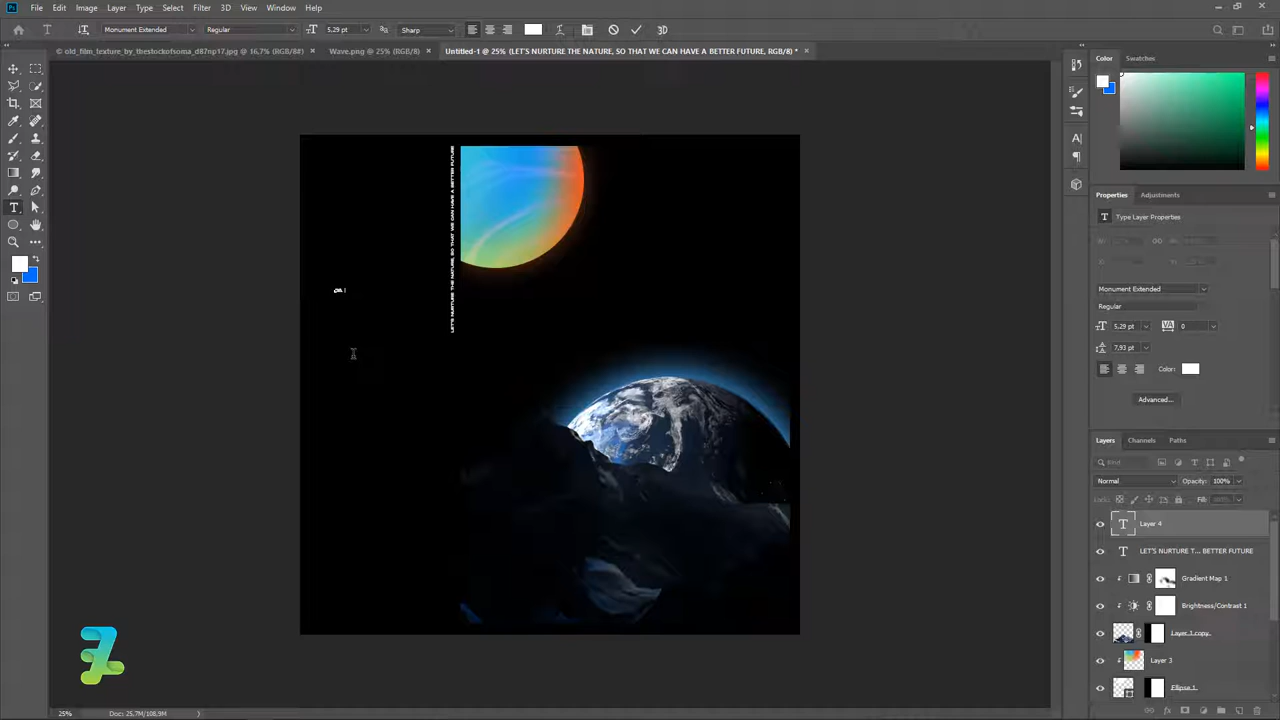 File Edit Image Layer Type Select Filter 3D View Window Help
Monument Extended Regular 5,29 pt Sharp 3D
© old_film_texture_by_thestockofsoma_d87np17.jpg @ 16,7% (RGB/8#) × Wave.png @ 25% (RGB/8) × Untitled-1 @ 25% (LET'S NURTURE THE NATURE, SO THAT WE CAN HAVE A BETTER FUTURE, RGB/8) * ×
LET'S NURTURE THE NATURE, SO THAT WE CAN HAVE A BETTER FUTURE
Color Swatches
Properties Adjustments
Type Layer Properties
Monument Extended
Regular
5,29 pt 0
7,93 pt
Color:
Advanced...
Layers Channels Paths
Kind
Normal Opacity: 100%
Lock: Fill: 100%
Layer 4
LET'S NURTURE T... BETTER FUTURE
Gradient Map 1
Brightness/Contrast 1
Layer 1 copy
Layer 3
Ellipse 1
25% Doc: 25,7M/108,9M